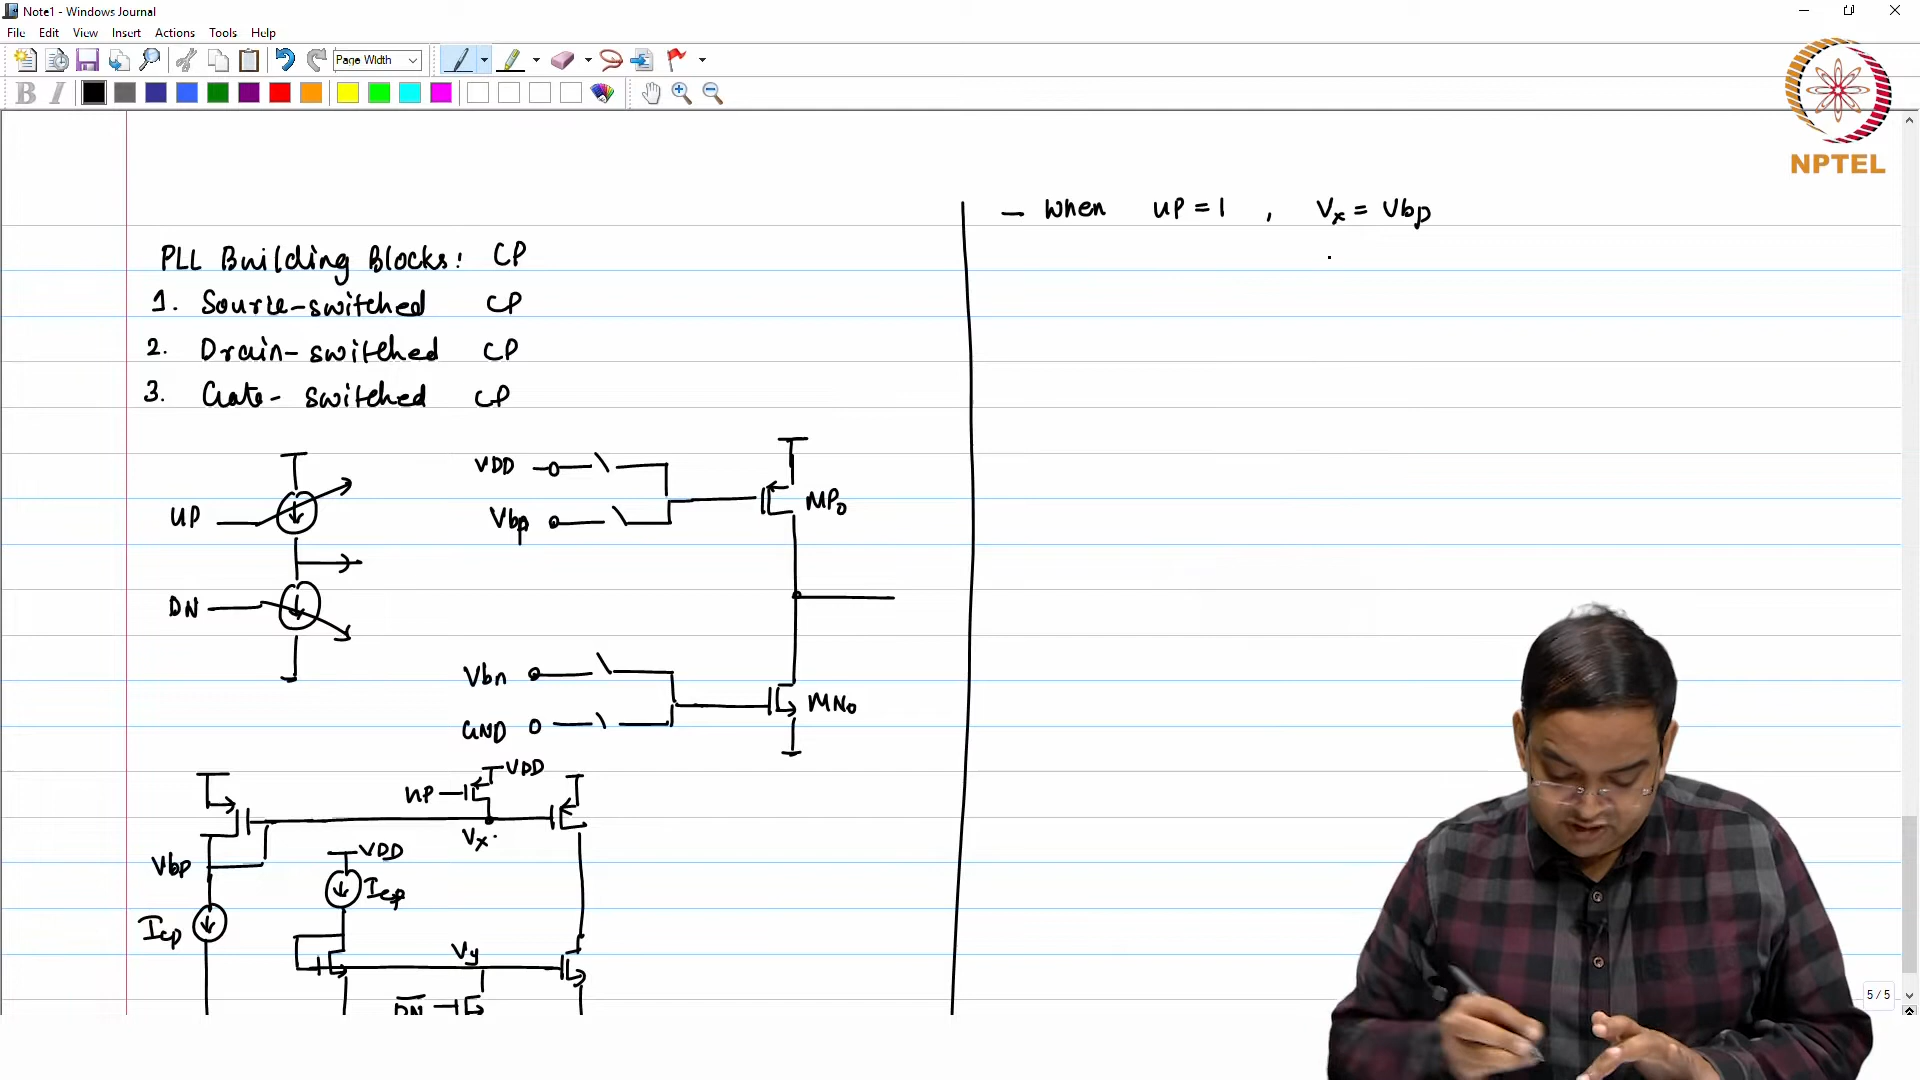 Note1 - Windows Journal
File Edit View Insert Actions Tools Help
Page Width
B I
NPTEL
PLL Building Blocks: CP
1. Source-switched CP
2. Drain-switched CP
3. Gate-switched CP
UP
DN
VDD
Vbp
MP0
Vbn
GND
MN0
VDD
UP
Vx
Vbp
VDD
Icp
Icp
Vy
DN
- When UP = 1 , Vx = Vbp
5 / 5